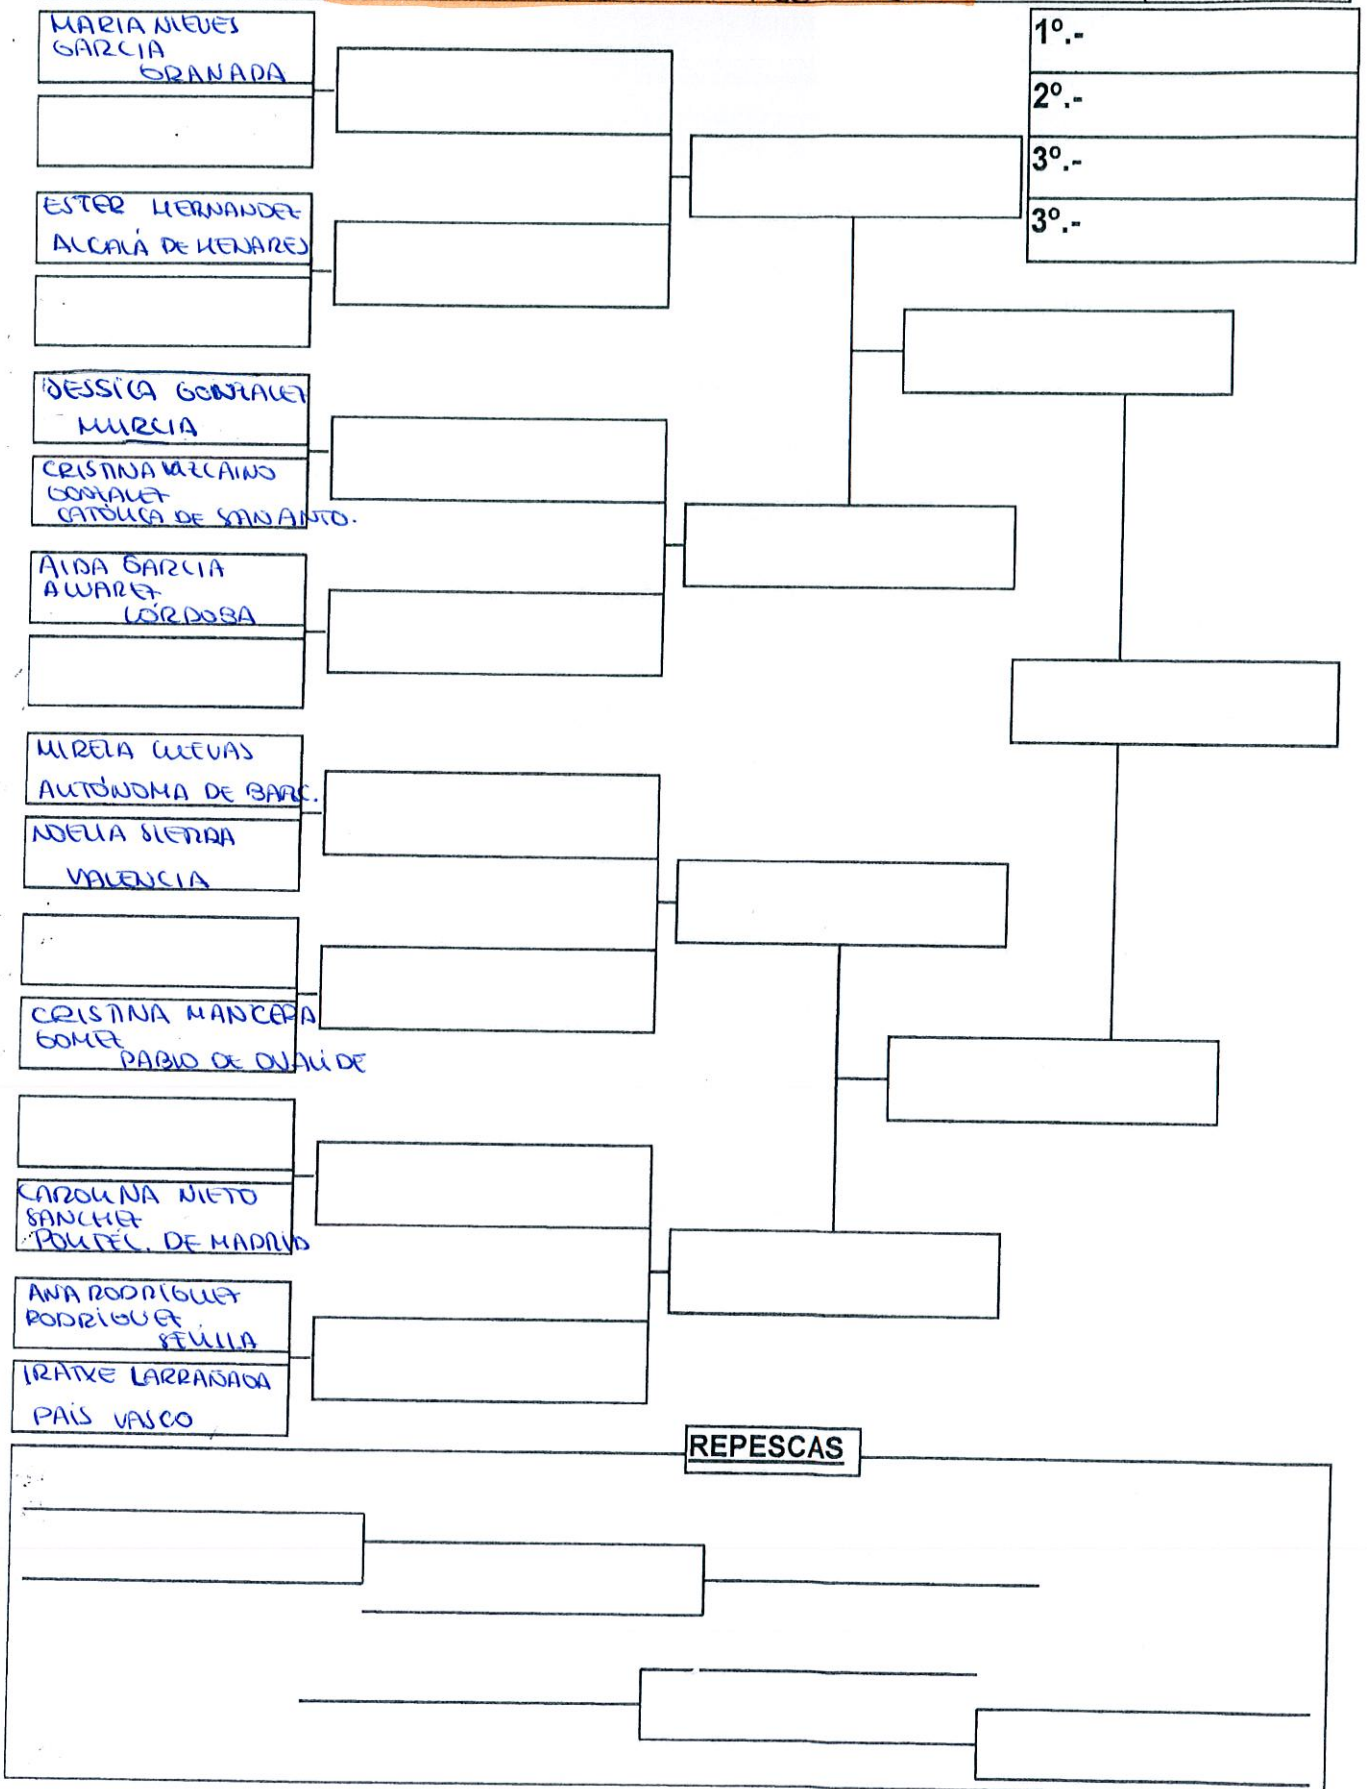 MARIA NIEVES
GARCIA
GRANADA
1º.-
2º.-
3º.-
3º.-
ESTER HERNANDEZ
ALCALÁ DE HENARES
JESSICA GONZALEZ
MURCIA
CRISTINA VIZCAINO
GONZALEZ
CATÓLICA DE SAN ANTO.
AIDA GARCIA
ALVAREZ
CÓRDOBA
MIREIA CUEVAS
AUTÓNOMA DE BARC.
NOELIA SIERRA
VALENCIA
CRISTINA MANCERA
GOMEZ
PABLO DE OLAVIDE
CAROLINA NIETO
SANCHEZ
POLITÉC. DE MADRID
ANA RODRÍGUEZ
RODRÍGUEZ
SEVILLA
IRATXE LARRAÑAGA
PAÍS VASCO
REPESCAS